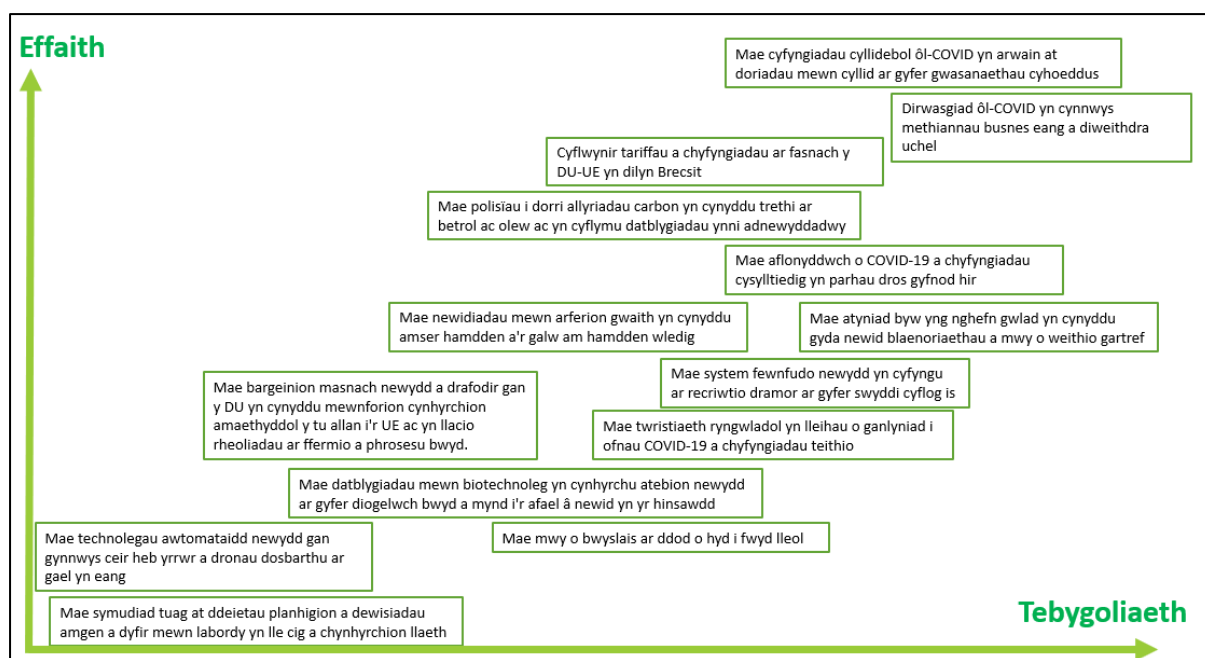 Effaith
Mae cyfyngiadau cyllidebol ôl-COVID yn arwain at
doriadau mewn cyllid ar gyfer gwasanaethau cyhoeddus
Dirwasgiad ôl-COVID yn cynnwys
methiannau busnes eang a diweithdra
uchel
Cyflwynir tariffau a chyfyngiadau ar fasnach y
DU-UE yn dilyn Brecsit
Mae polisïau i dorri allyriadau carbon yn cynyddu trethi ar
betrol ac olew ac yn cyflymu datblygiadau ynni adnewyddadwy
Mae aflonyddwch o COVID-19 a chyfyngiadau
cysylltiedig yn parhau dros gyfnod hir
Mae newidiadau mewn arferion gwaith yn cynyddu
amser hamdden a'r galw am hamdden wledig
Mae atyniad byw yng nghefn gwlad yn cynyddu
gyda newid blaenoriaethau a mwy o weithio gartref
Mae system fewnfudo newydd yn cyfyngu
ar recriwtio dramor ar gyfer swyddi cyflog is
Mae bargeinion masnach newydd a drafodir gan
y DU yn cynyddu mewnforion cynhyrchion
amaethyddol y tu allan i'r UE ac yn llacio
rheoliadau ar ffermio a phrosesu bwyd.
Mae twristiaeth ryngwladol yn lleihau o ganlyniad i
ofnau COVID-19 a chyfyngiadau teithio
Mae datblygiadau mewn biotechnoleg yn cynhyrchu atebion newydd
ar gyfer diogelwch bwyd a mynd i'r afael â newid yn yr hinsawdd
Mae technolegau awtomataidd newydd gan
gynnwys ceir heb yrrwr a dronau dosbarthu ar
gael yn eang
Mae mwy o bwyslais ar ddod o hyd i fwyd lleol
Mae symudiad tuag at ddeietau planhigion a dewisiadau
amgen a dyfir mewn labordy yn lle cig a chynhyrchion llaeth
Tebygoliaeth